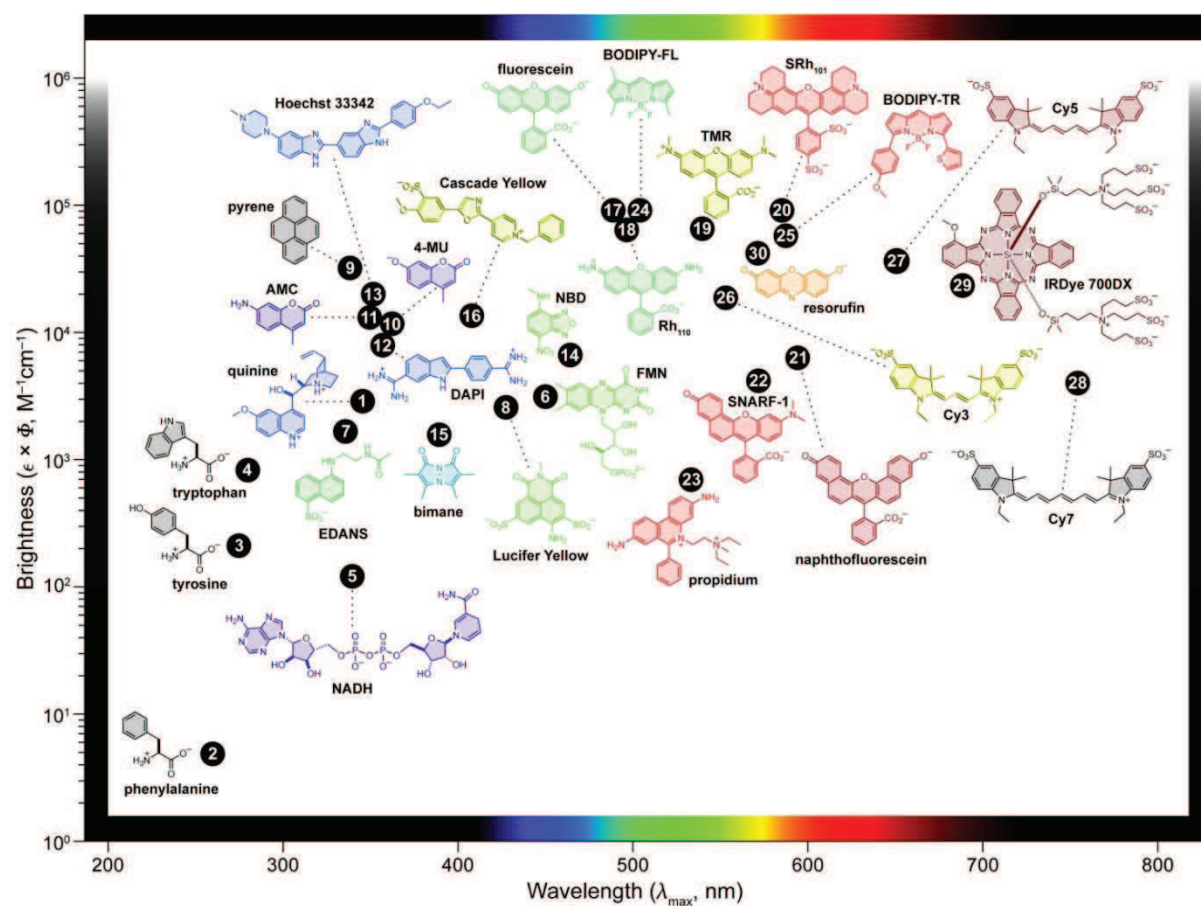 Brightness (ϵ × Φ, M⁻¹cm⁻¹)
10⁶
10⁵
10⁴
10³
10²
10¹
10⁰
Hoechst 33342
fluorescein
BODIPY-FL
SRh₁₀₁
BODIPY-TR
Cy5
TMR
Cascade Yellow
pyrene
4-MU
AMC
NBD
Rh₁₁₀
resorufin
IRDye 700DX
quinine
DAPI
FMN
SNARF-1
Cy3
tryptophan
EDANS
bimane
Lucifer Yellow
propidium
naphthofluorescein
Cy7
tyrosine
NADH
phenylalanine
17
24
18
19
20
25
30
27
29
9
13
11
10
16
12
26
14
21
22
28
1
8
6
7
15
4
23
3
5
2
200
300
400
500
600
700
800
Wavelength (λmax, nm)